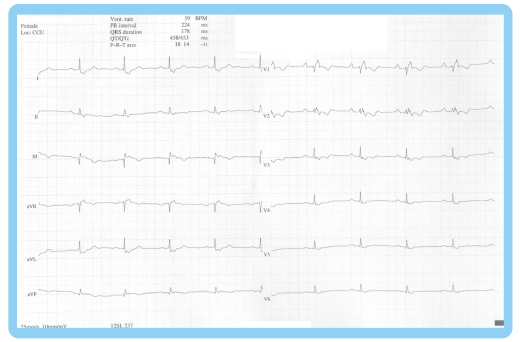 Female
Loc: CCU
Vent. rate 59 BPM
PR interval 224 ms
QRS duration 178 ms
QT/QTc 458/453 ms
P-R-T axes 18 14 -31
I V1
II V2
III V3
aVR V4
aVL V5
aVF V6
25mm/s 10mm/mV 12SL 237